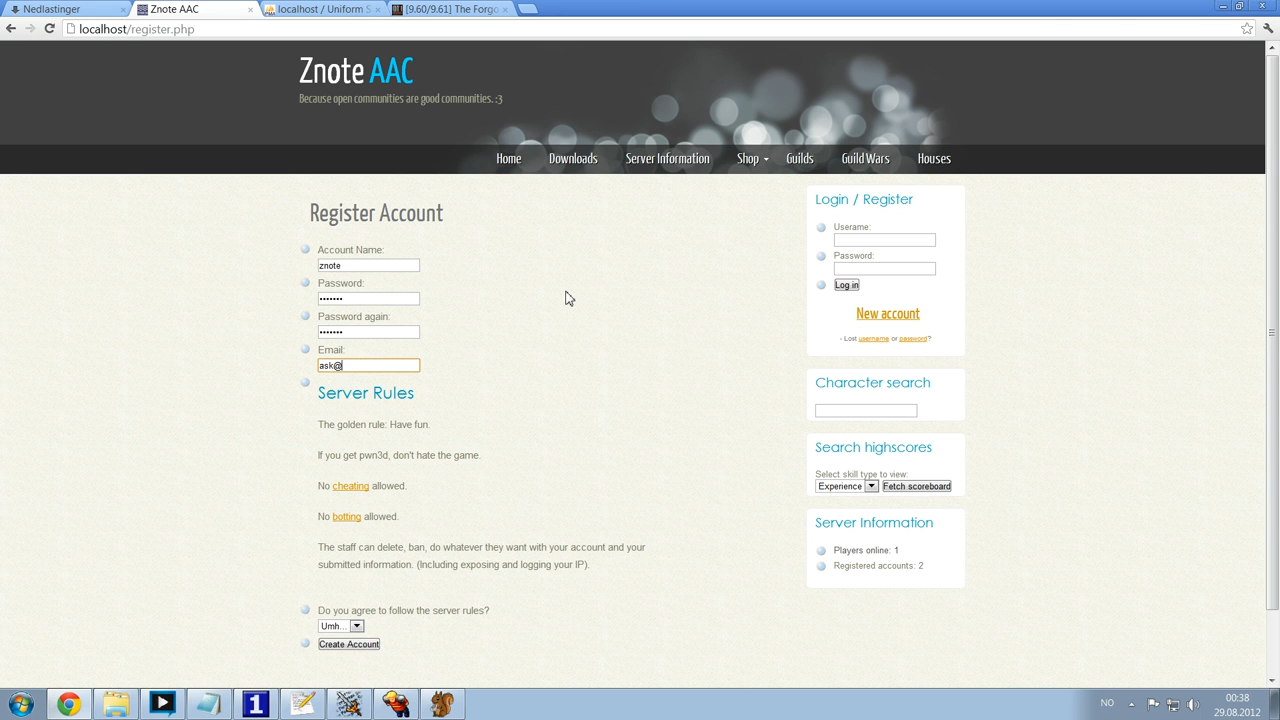 Nedlastinger
Znote AAC
localhost / Uniform S
[9.60/9.61] The Forgo
localhost/register.php
Znote AAC
Because open communities are good communities. :3
Home Downloads Server Information Shop Guilds Guild Wars Houses
Register Account
Account Name:
znote
Password:
•••••••
Password again:
•••••••
Email:
ask@
Server Rules
The golden rule: Have fun.
If you get pwn3d, don't hate the game.
No cheating allowed.
No botting allowed.
The staff can delete, ban, do whatever they want with your account and your
submitted information. (Including exposing and logging your IP).
Do you agree to follow the server rules?
Umh...
Create Account
Login / Register
Userame:
Password:
Log in
New account
- Lost username or password?
Character search
Search highscores
Select skill type to view:
Experience Fetch scoreboard
Server Information
Players online: 1
Registered accounts: 2
1
NO
00:38
29.08.2012